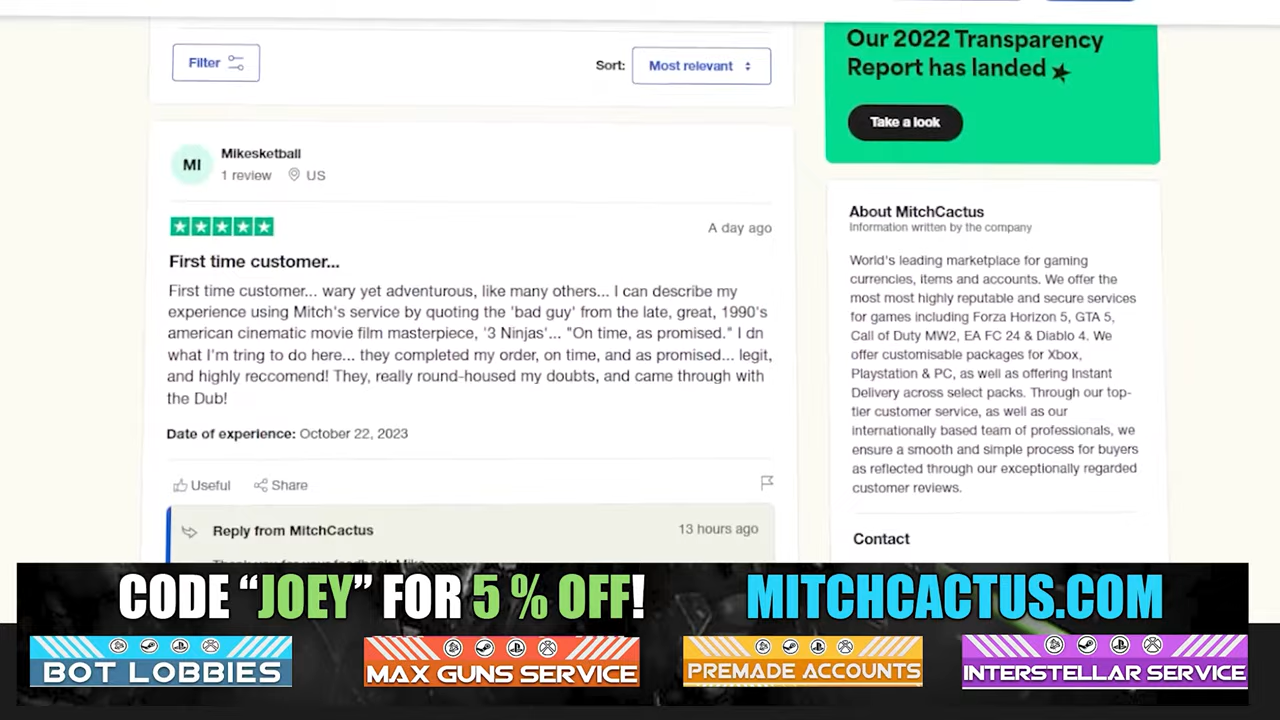 Filter
Sort:
Most relevant
Our 2022 Transparency
Report has landed
Take a look
MI
Mikesketball
1 review
US
A day ago
First time customer...
First time customer... wary yet adventurous, like many others... I can describe my
experience using Mitch's service by quoting the 'bad guy' from the late, great, 1990's
american cinematic movie film masterpiece, '3 Ninjas'... "On time, as promised." I dn
what I'm tring to do here... they completed my order, on time, and as promised... legit,
and highly reccomend! They, really round-housed my doubts, and came through with
the Dub!
Date of experience: October 22, 2023
Useful
Share
Reply from MitchCactus
13 hours ago
Thank you for your feedback Mike
About MitchCactus
Information written by the company
World's leading marketplace for gaming
currencies, items and accounts. We offer the
most most highly reputable and secure services
for games including Forza Horizon 5, GTA 5,
Call of Duty MW2, EA FC 24 & Diablo 4. We
offer customisable packages for Xbox,
Playstation & PC, as well as offering Instant
Delivery across select packs. Through our top-
tier customer service, as well as our
internationally based team of professionals, we
ensure a smooth and simple process for buyers
as reflected through our exceptionally regarded
customer reviews.
Contact
CODE “JOEY” FOR 5 % OFF!
MITCHCACTUS.COM
BOT LOBBIES
MAX GUNS SERVICE
PREMADE ACCOUNTS
INTERSTELLAR SERVICE